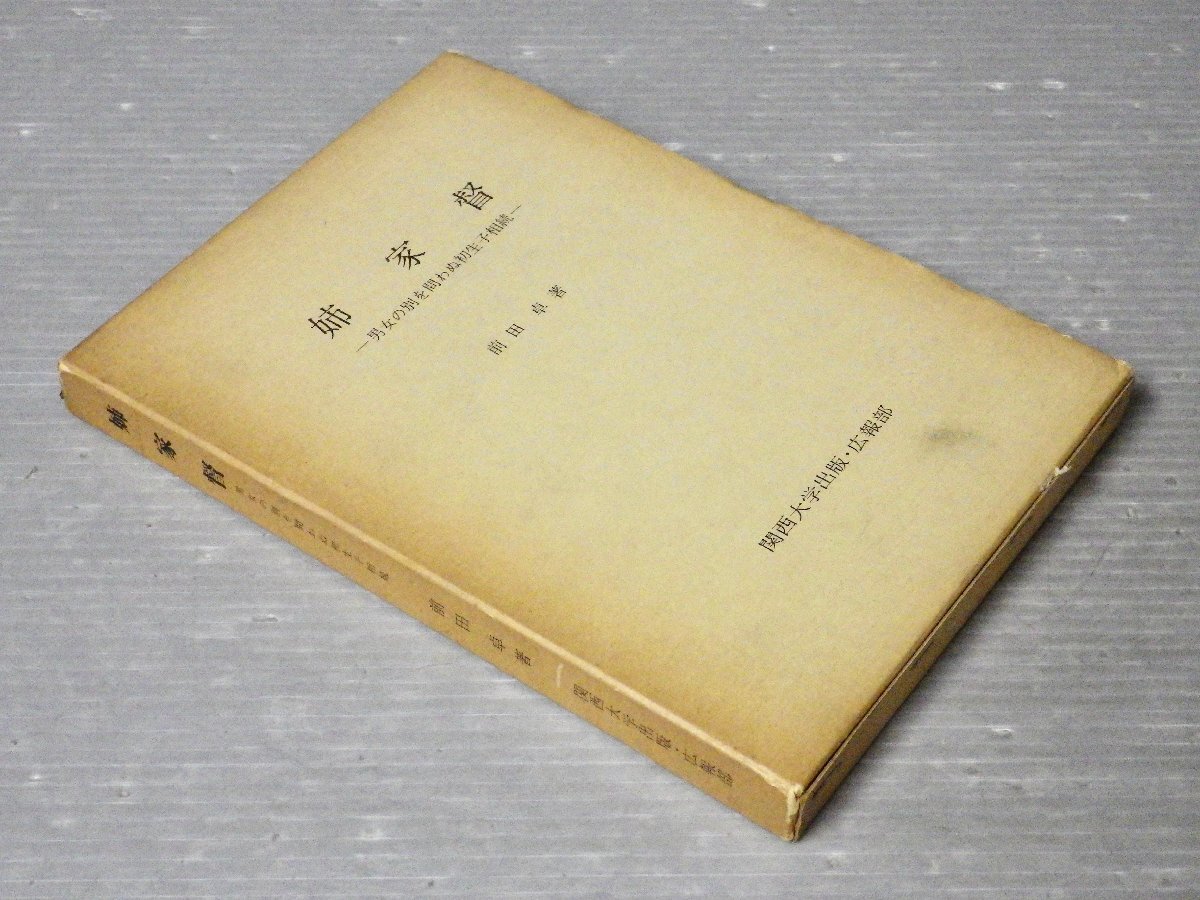 姉家督
―男女の別を問わぬ初生子相続―
前田卓著
関西大学出版・広報部
姉家督
男女の別を問わぬ初生子相続
前田卓著
関西大学出版・広報部